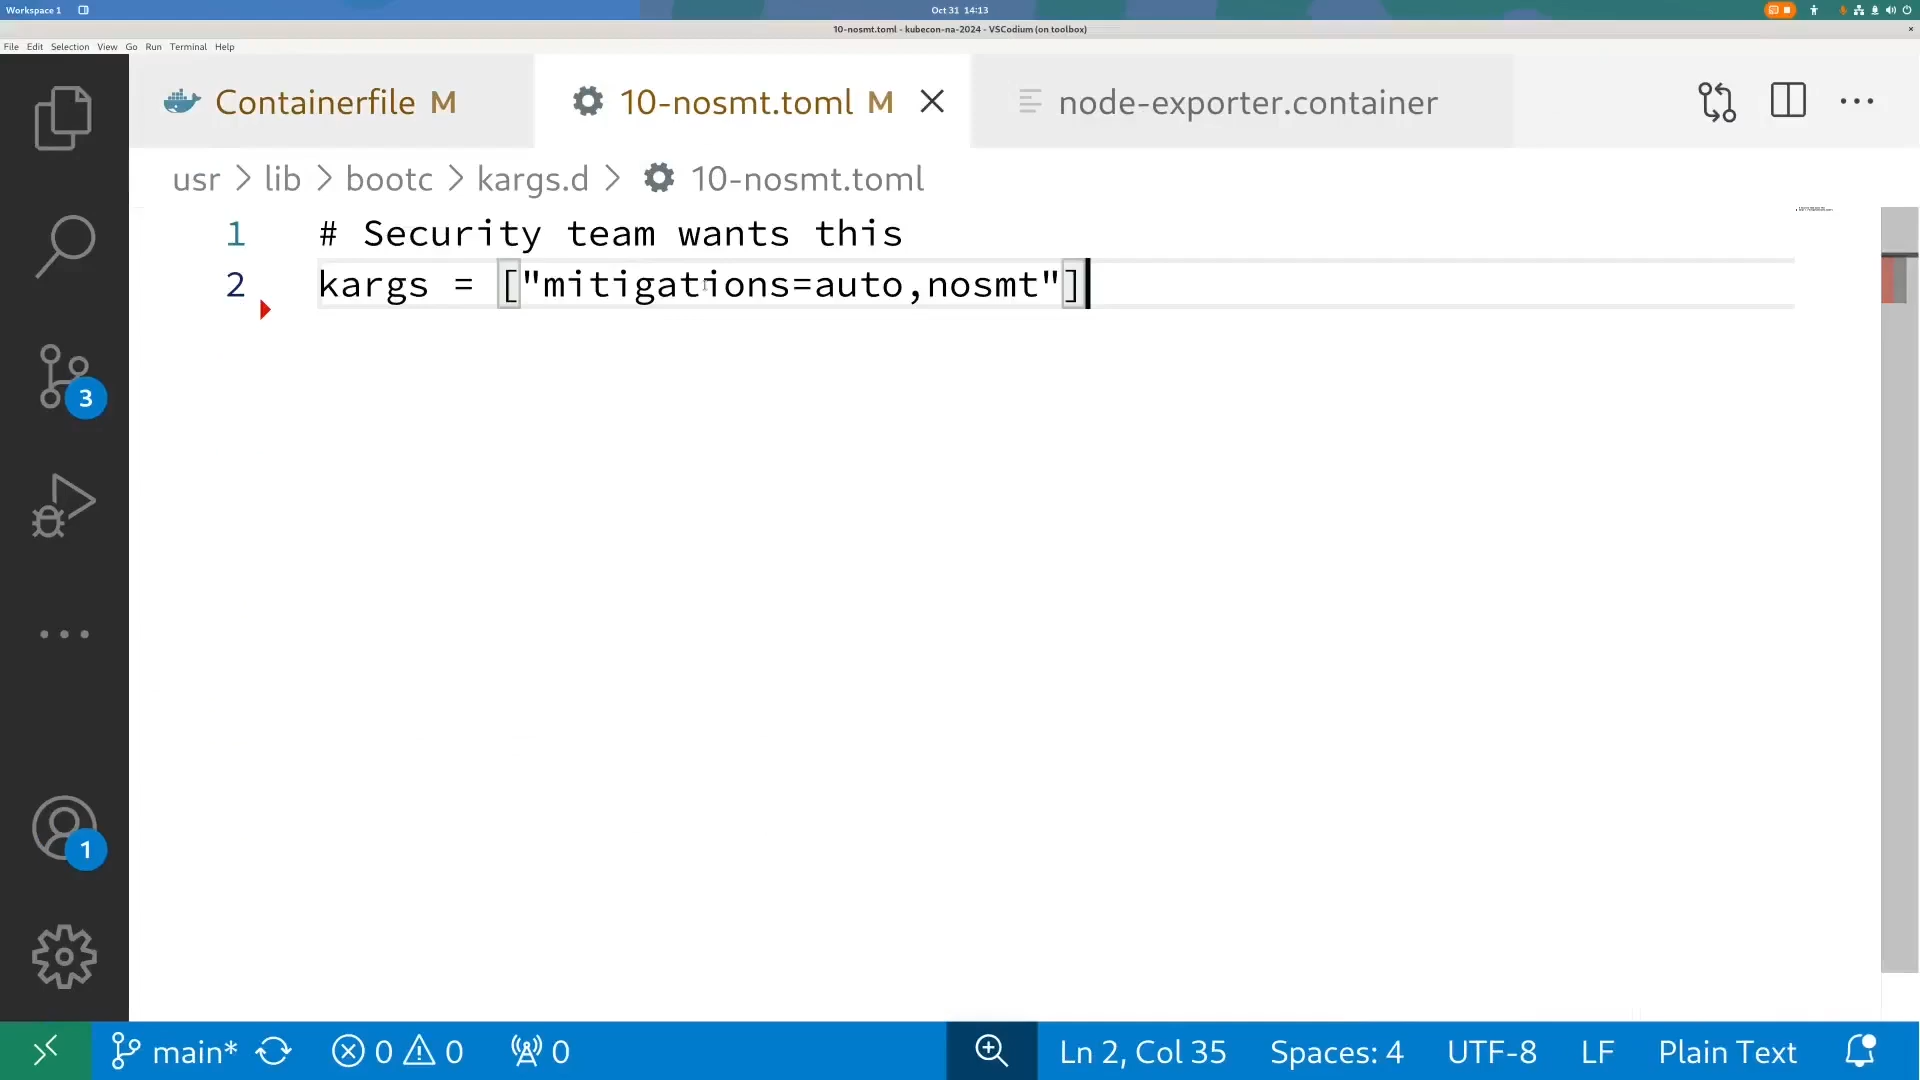 Workspace 1
Oct 31 14:13
10-nosmt.toml - kubecon-na-2024 - VSCodium (on toolbox)
File Edit Selection View Go Run Terminal Help
Containerfile M
10-nosmt.toml M
node-exporter.container
usr > lib > bootc > kargs.d > 10-nosmt.toml
1 # Security team wants this
2 kargs = ["mitigations=auto,nosmt"]
3
1
main* 0 0 0 Ln 2, Col 35 Spaces: 4 UTF-8 LF Plain Text